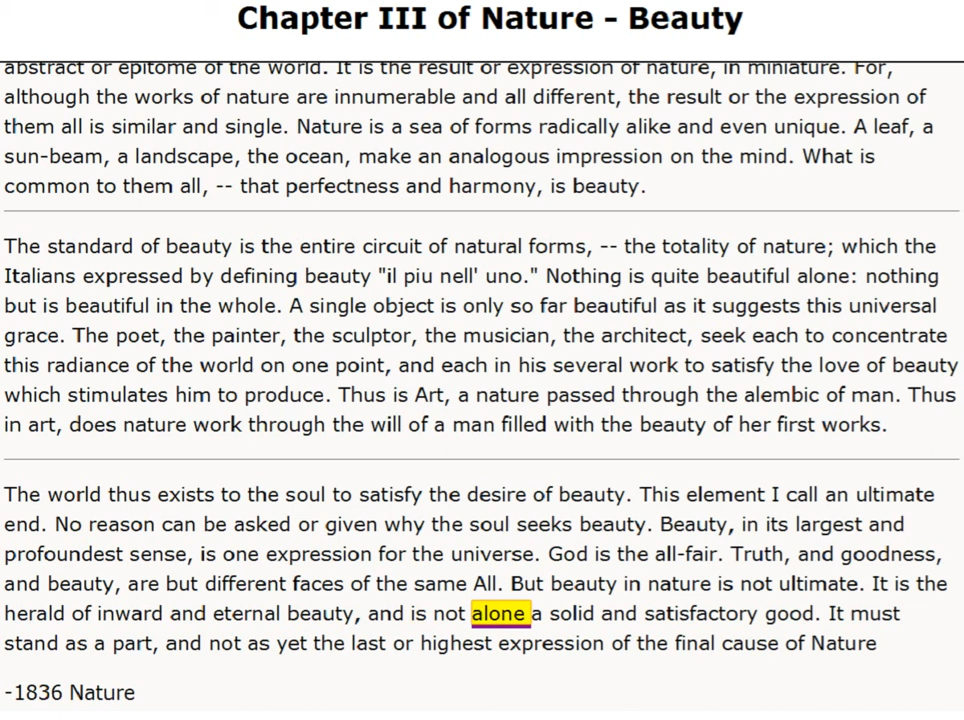 Chapter III of Nature - Beauty
abstract or epitome of the world. It is the result or expression of nature, in miniature. For,
although the works of nature are innumerable and all different, the result or the expression of
them all is similar and single. Nature is a sea of forms radically alike and even unique. A leaf, a
sun-beam, a landscape, the ocean, make an analogous impression on the mind. What is
common to them all, -- that perfectness and harmony, is beauty.
The standard of beauty is the entire circuit of natural forms, -- the totality of nature; which the
Italians expressed by defining beauty "il piu nell' uno." Nothing is quite beautiful alone: nothing
but is beautiful in the whole. A single object is only so far beautiful as it suggests this universal
grace. The poet, the painter, the sculptor, the musician, the architect, seek each to concentrate
this radiance of the world on one point, and each in his several work to satisfy the love of beauty
which stimulates him to produce. Thus is Art, a nature passed through the alembic of man. Thus
in art, does nature work through the will of a man filled with the beauty of her first works.
The world thus exists to the soul to satisfy the desire of beauty. This element I call an ultimate
end. No reason can be asked or given why the soul seeks beauty. Beauty, in its largest and
profoundest sense, is one expression for the universe. God is the all-fair. Truth, and goodness,
and beauty, are but different faces of the same All. But beauty in nature is not ultimate. It is the
herald of inward and eternal beauty, and is not alone a solid and satisfactory good. It must
stand as a part, and not as yet the last or highest expression of the final cause of Nature
-1836 Nature